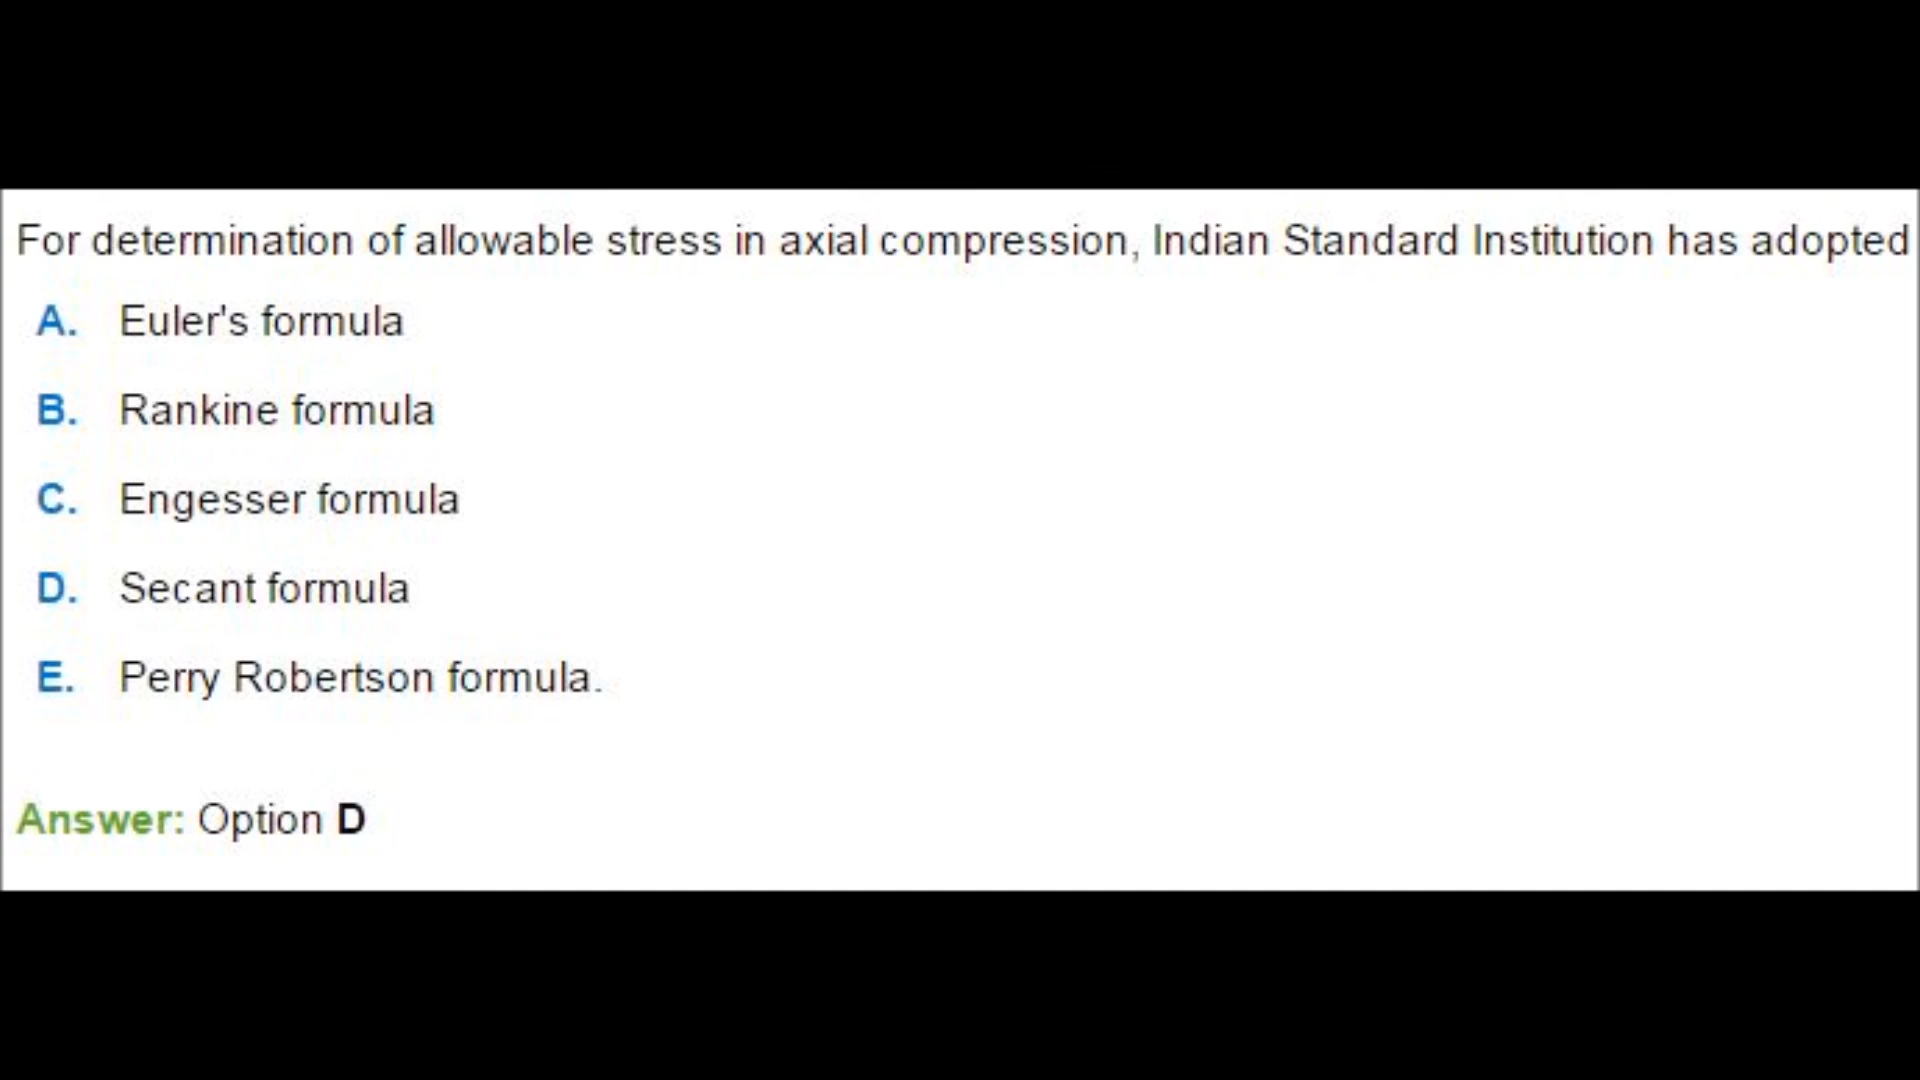 For determination of allowable stress in axial compression, Indian Standard Institution has adopted
A. Euler's formula
B. Rankine formula
C. Engesser formula
D. Secant formula
E. Perry Robertson formula.
Answer: Option D